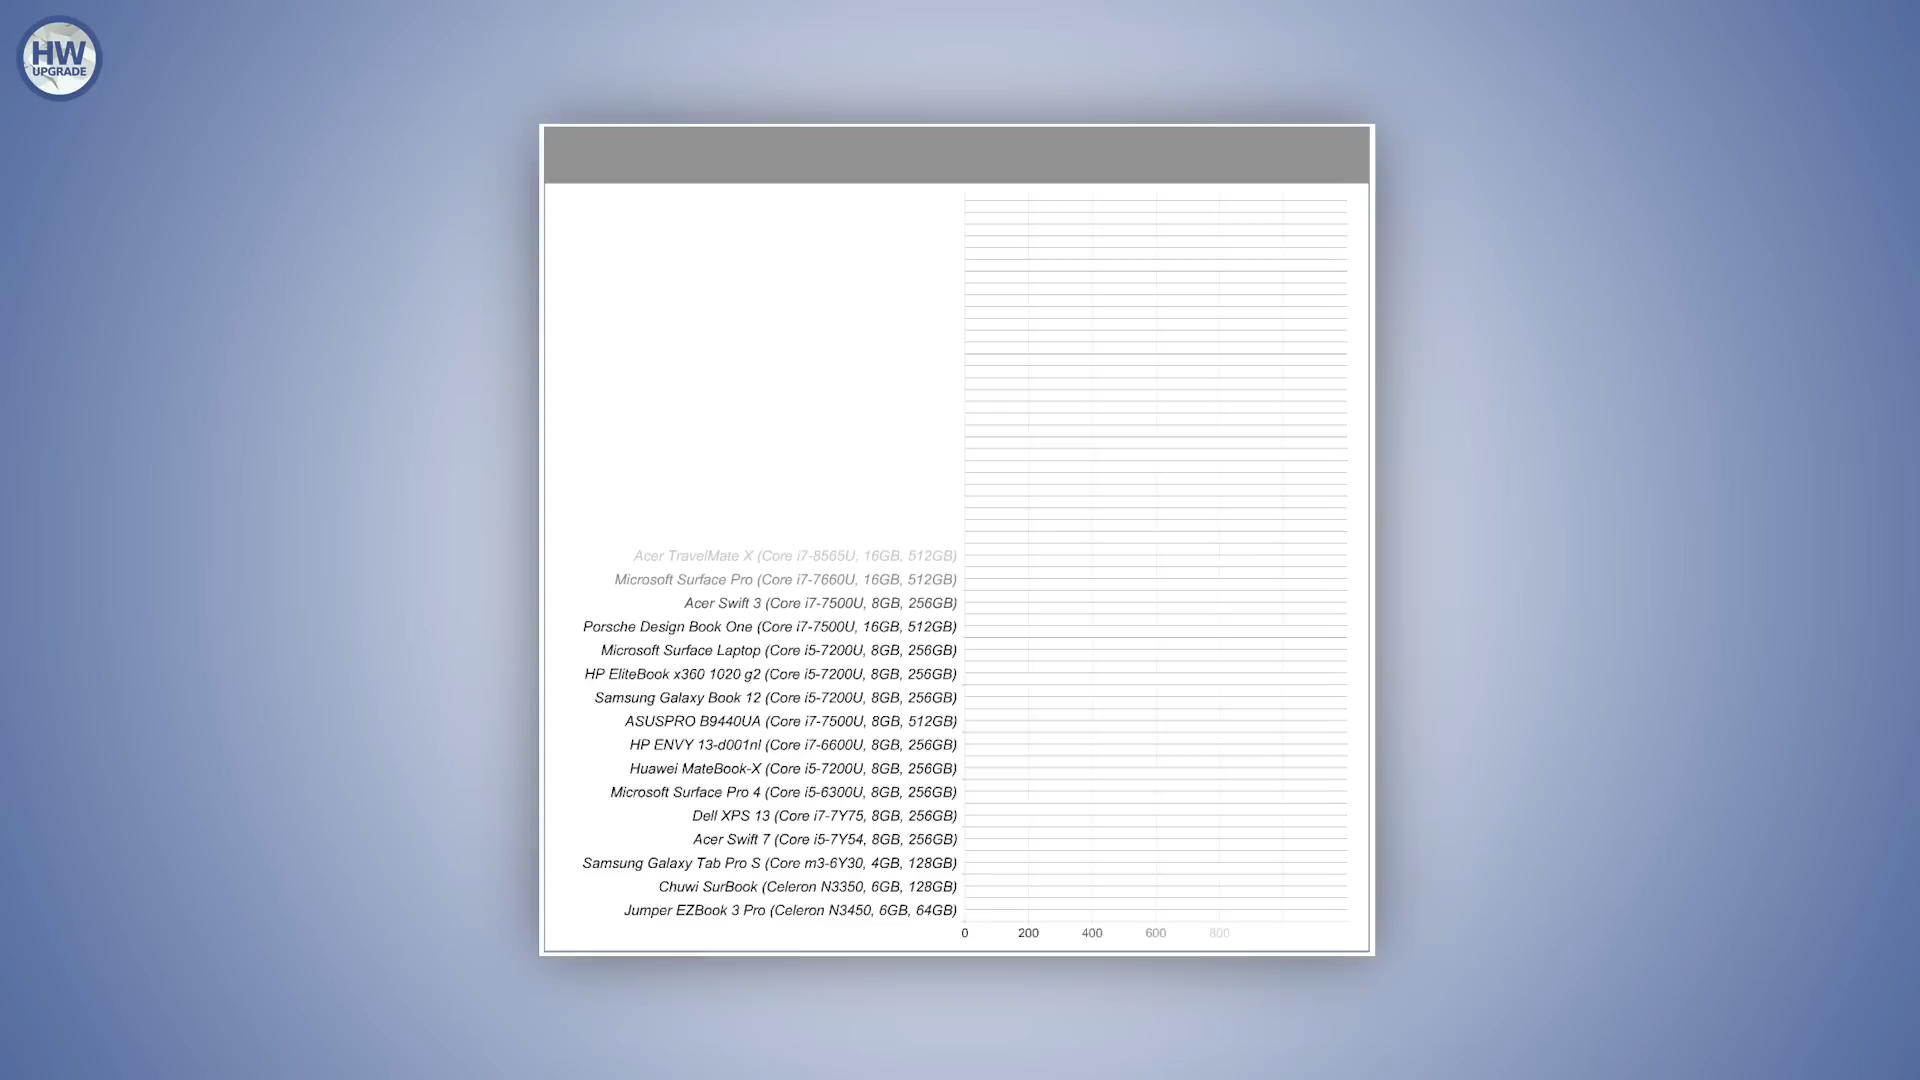 HW
UPGRADE
Acer TravelMate X (Core i7-8565U, 16GB, 512GB)
Microsoft Surface Pro (Core i7-7660U, 16GB, 512GB)
Acer Swift 3 (Core i7-7500U, 8GB, 256GB)
Porsche Design Book One (Core i7-7500U, 16GB, 512GB)
Microsoft Surface Laptop (Core i5-7200U, 8GB, 256GB)
HP EliteBook x360 1020 g2 (Core i5-7200U, 8GB, 256GB)
Samsung Galaxy Book 12 (Core i5-7200U, 8GB, 256GB)
ASUSPRO B9440UA (Core i7-7500U, 8GB, 512GB)
HP ENVY 13-d001nl (Core i7-6600U, 8GB, 256GB)
Huawei MateBook-X (Core i5-7200U, 8GB, 256GB)
Microsoft Surface Pro 4 (Core i5-6300U, 8GB, 256GB)
Dell XPS 13 (Core i7-7Y75, 8GB, 256GB)
Acer Swift 7 (Core i5-7Y54, 8GB, 256GB)
Samsung Galaxy Tab Pro S (Core m3-6Y30, 4GB, 128GB)
Chuwi SurBook (Celeron N3350, 6GB, 128GB)
Jumper EZBook 3 Pro (Celeron N3450, 6GB, 64GB)
0 200 400 600 800